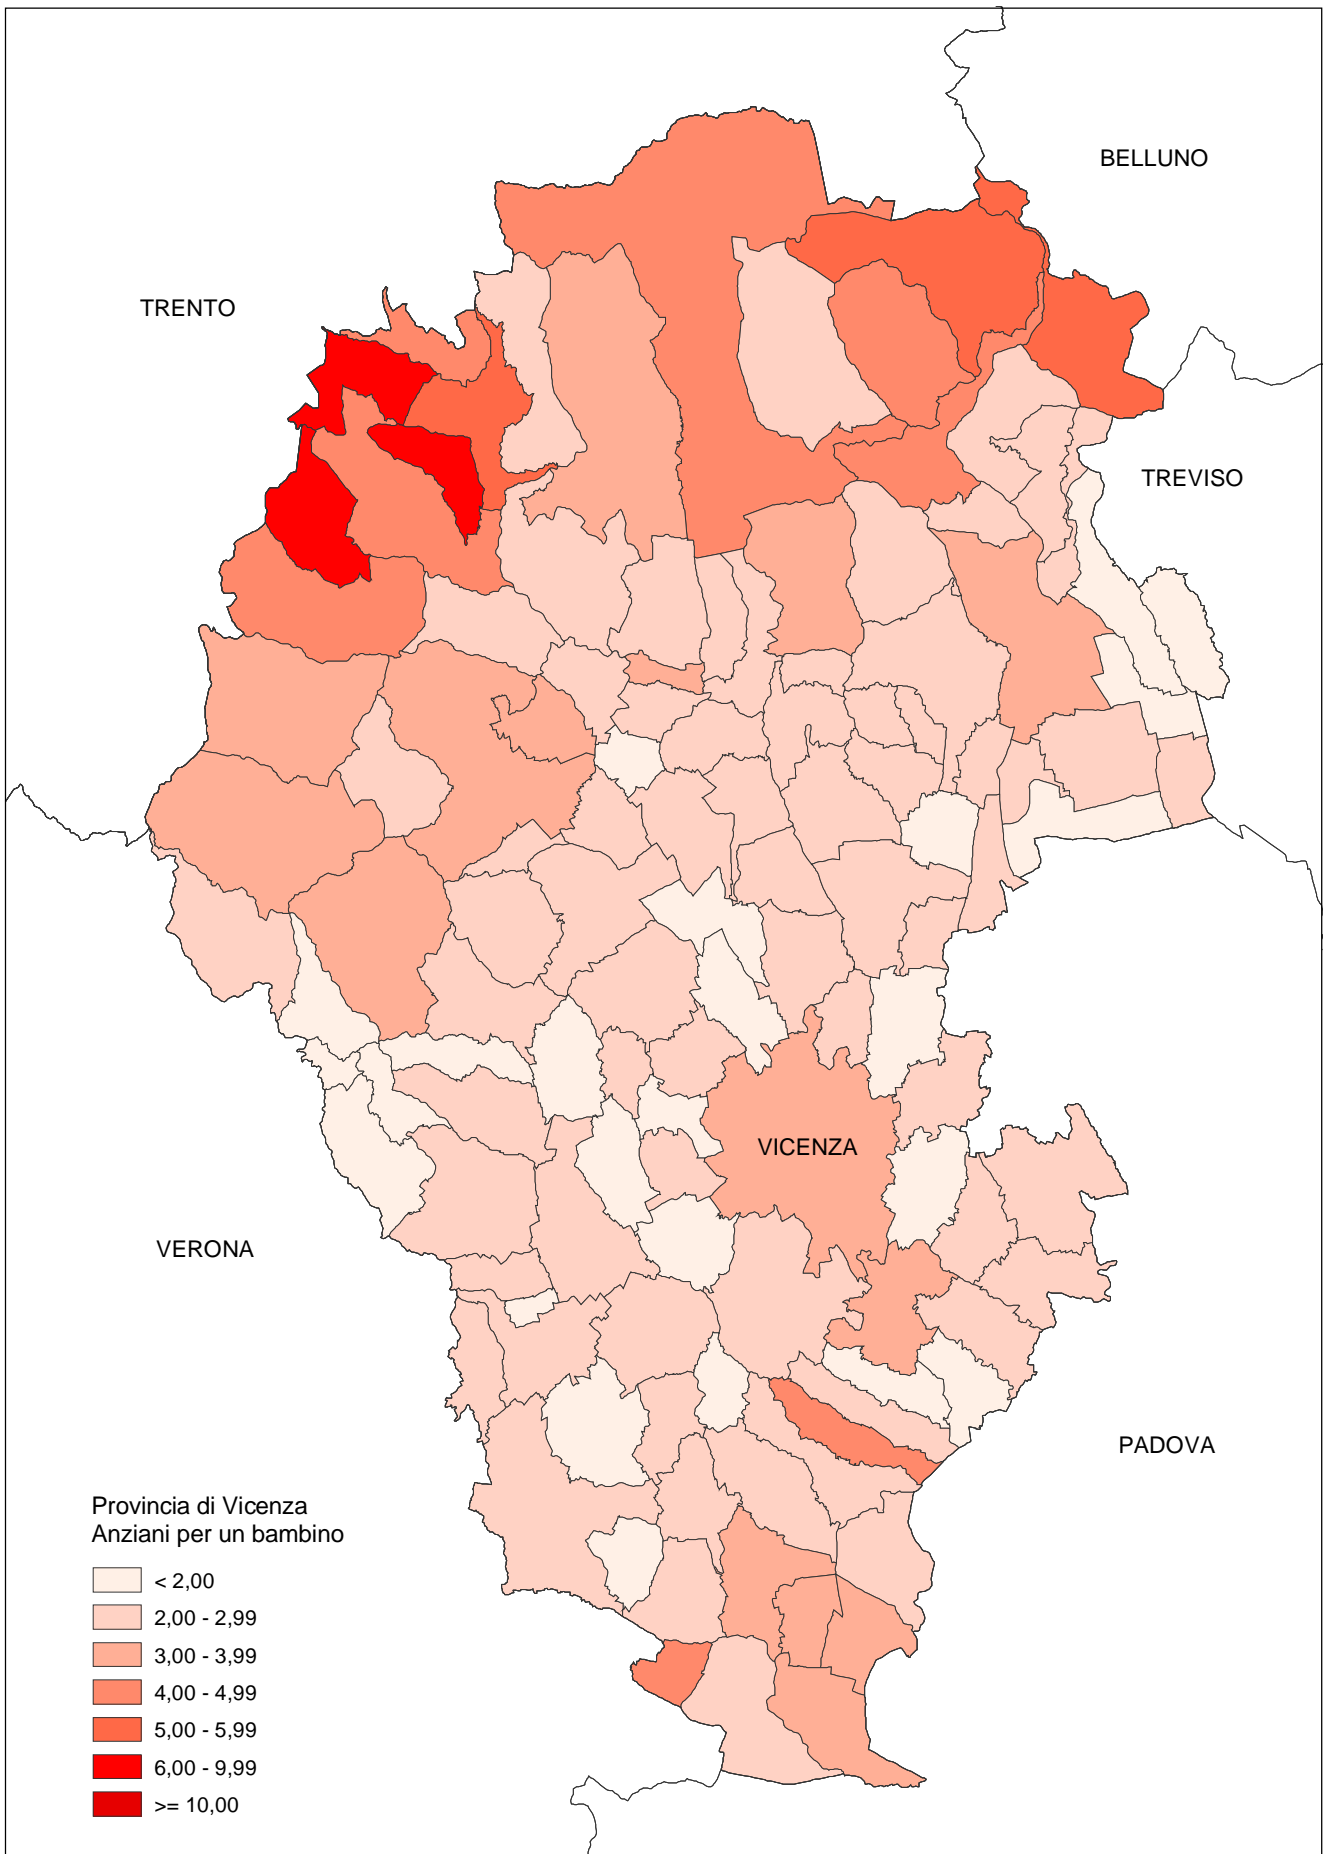 BELLUNO
TRENTO
TREVISO
VICENZA
VERONA
PADOVA
Provincia di Vicenza
Anziani per un bambino
< 2,00
2,00 - 2,99
3,00 - 3,99
4,00 - 4,99
5,00 - 5,99
6,00 - 9,99
>= 10,00